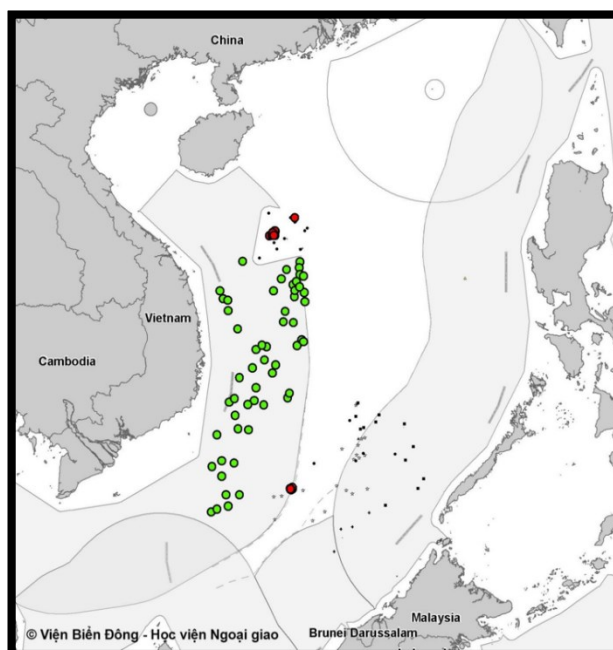 China
Vietnam
Cambodia
Malaysia
Brunei Darussalam
© Viện Biển Đông - Học viện Ngoại giao